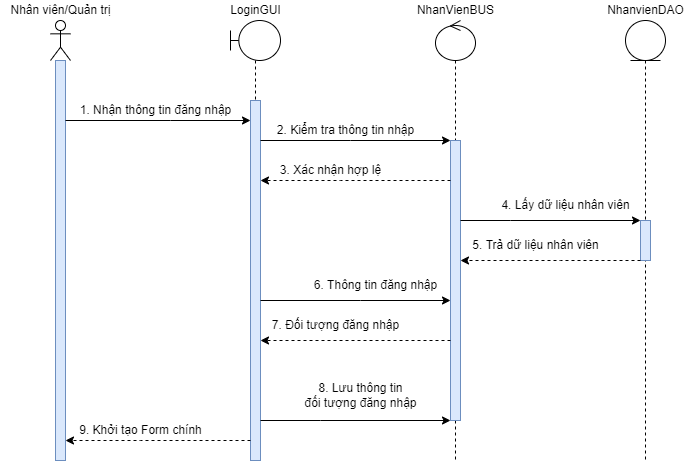 Nhân viên/Quản trị
LoginGUI
NhanVienBUS
NhanvienDAO
1. Nhận thông tin đăng nhập
2. Kiểm tra thông tin nhập
3. Xác nhận hợp lệ
4. Lấy dữ liệu nhân viên
5. Trả dữ liệu nhân viên
6. Thông tin đăng nhập
7. Đối tượng đăng nhập
8. Lưu thông tin
đối tượng đăng nhập
9. Khởi tạo Form chính